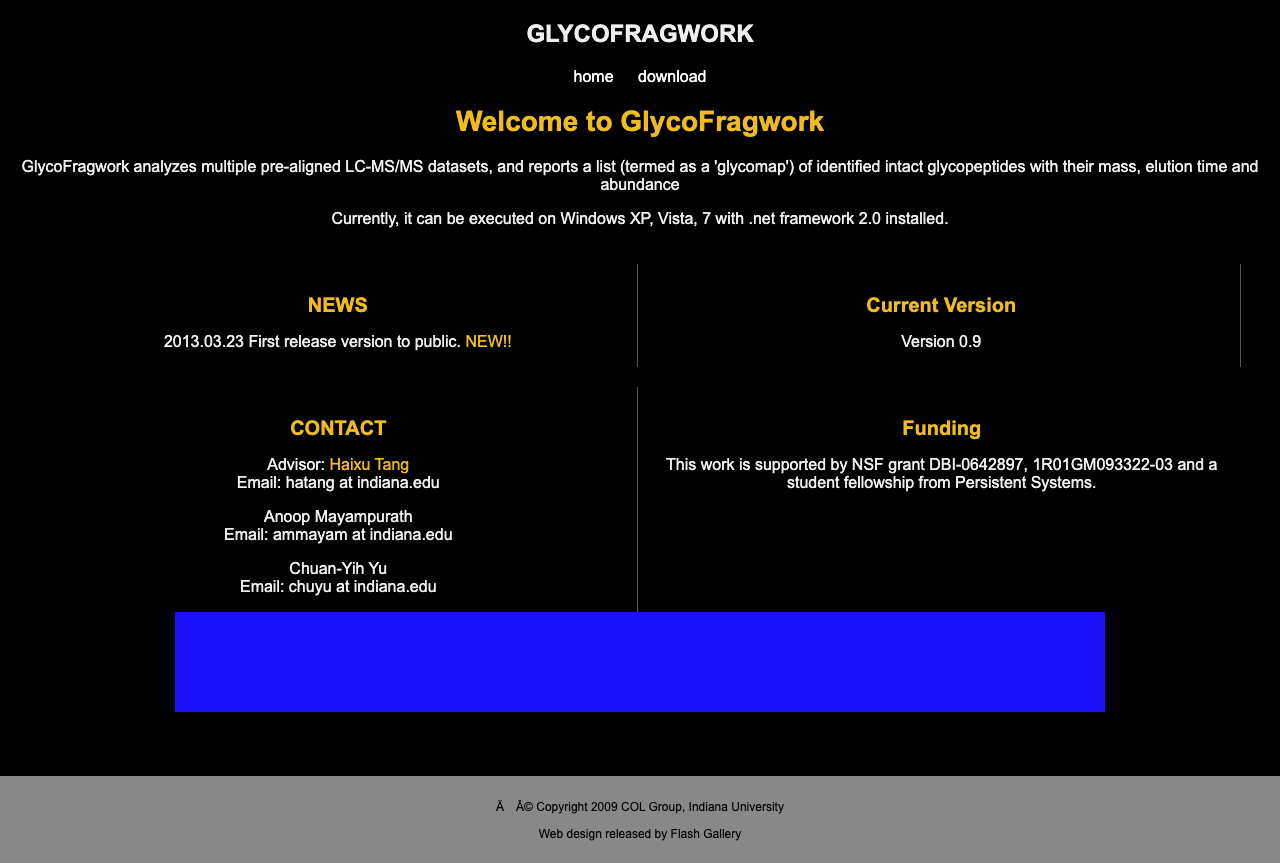 GLYCOFRAGWORK
home download
Welcome to GlycoFragwork
GlycoFragwork analyzes multiple pre-aligned LC-MS/MS datasets, and reports a list (termed as a 'glycomap') of identified intact glycopeptides with their mass, elution time and
abundance
Currently, it can be executed on Windows XP, Vista, 7 with .net framework 2.0 installed.
NEWS
2013.03.23 First release version to public. NEW!!
Current Version
Version 0.9
CONTACT
Advisor: Haixu Tang
Email: hatang at indiana.edu
Anoop Mayampurath
Email: ammayam at indiana.edu
Chuan-Yih Yu
Email: chuyu at indiana.edu
Funding
This work is supported by NSF grant DBI-0642897, 1R01GM093322-03 and a
student fellowship from Persistent Systems.
Ã Â© Copyright 2009 COL Group, Indiana University
Web design released by Flash Gallery